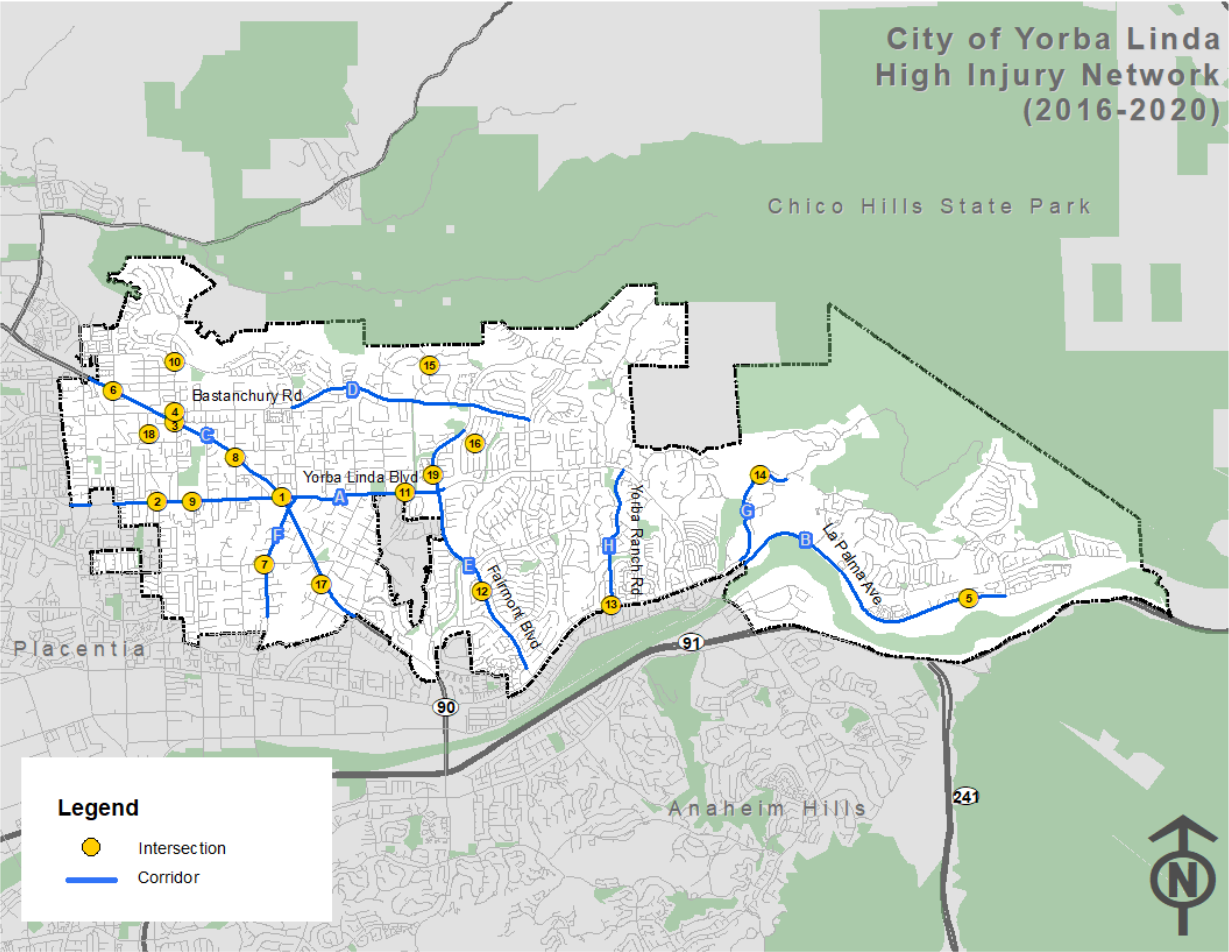 City of Yorba Linda
High Injury Network
(2016-2020)
Chico Hills State Park
10
15
6
Bastanchury Rd
D
4
3
18
C
16
8
Yorba Linda Blvd
19
14
11
1
A
2
9
Yorba Ranch Rd
G
F
H
B
La Palma Ave
7
E
17
12
Fairmont Blvd
5
13
Placentia
91
90
Legend
Intersection
Corridor
241
Anaheim Hills
N